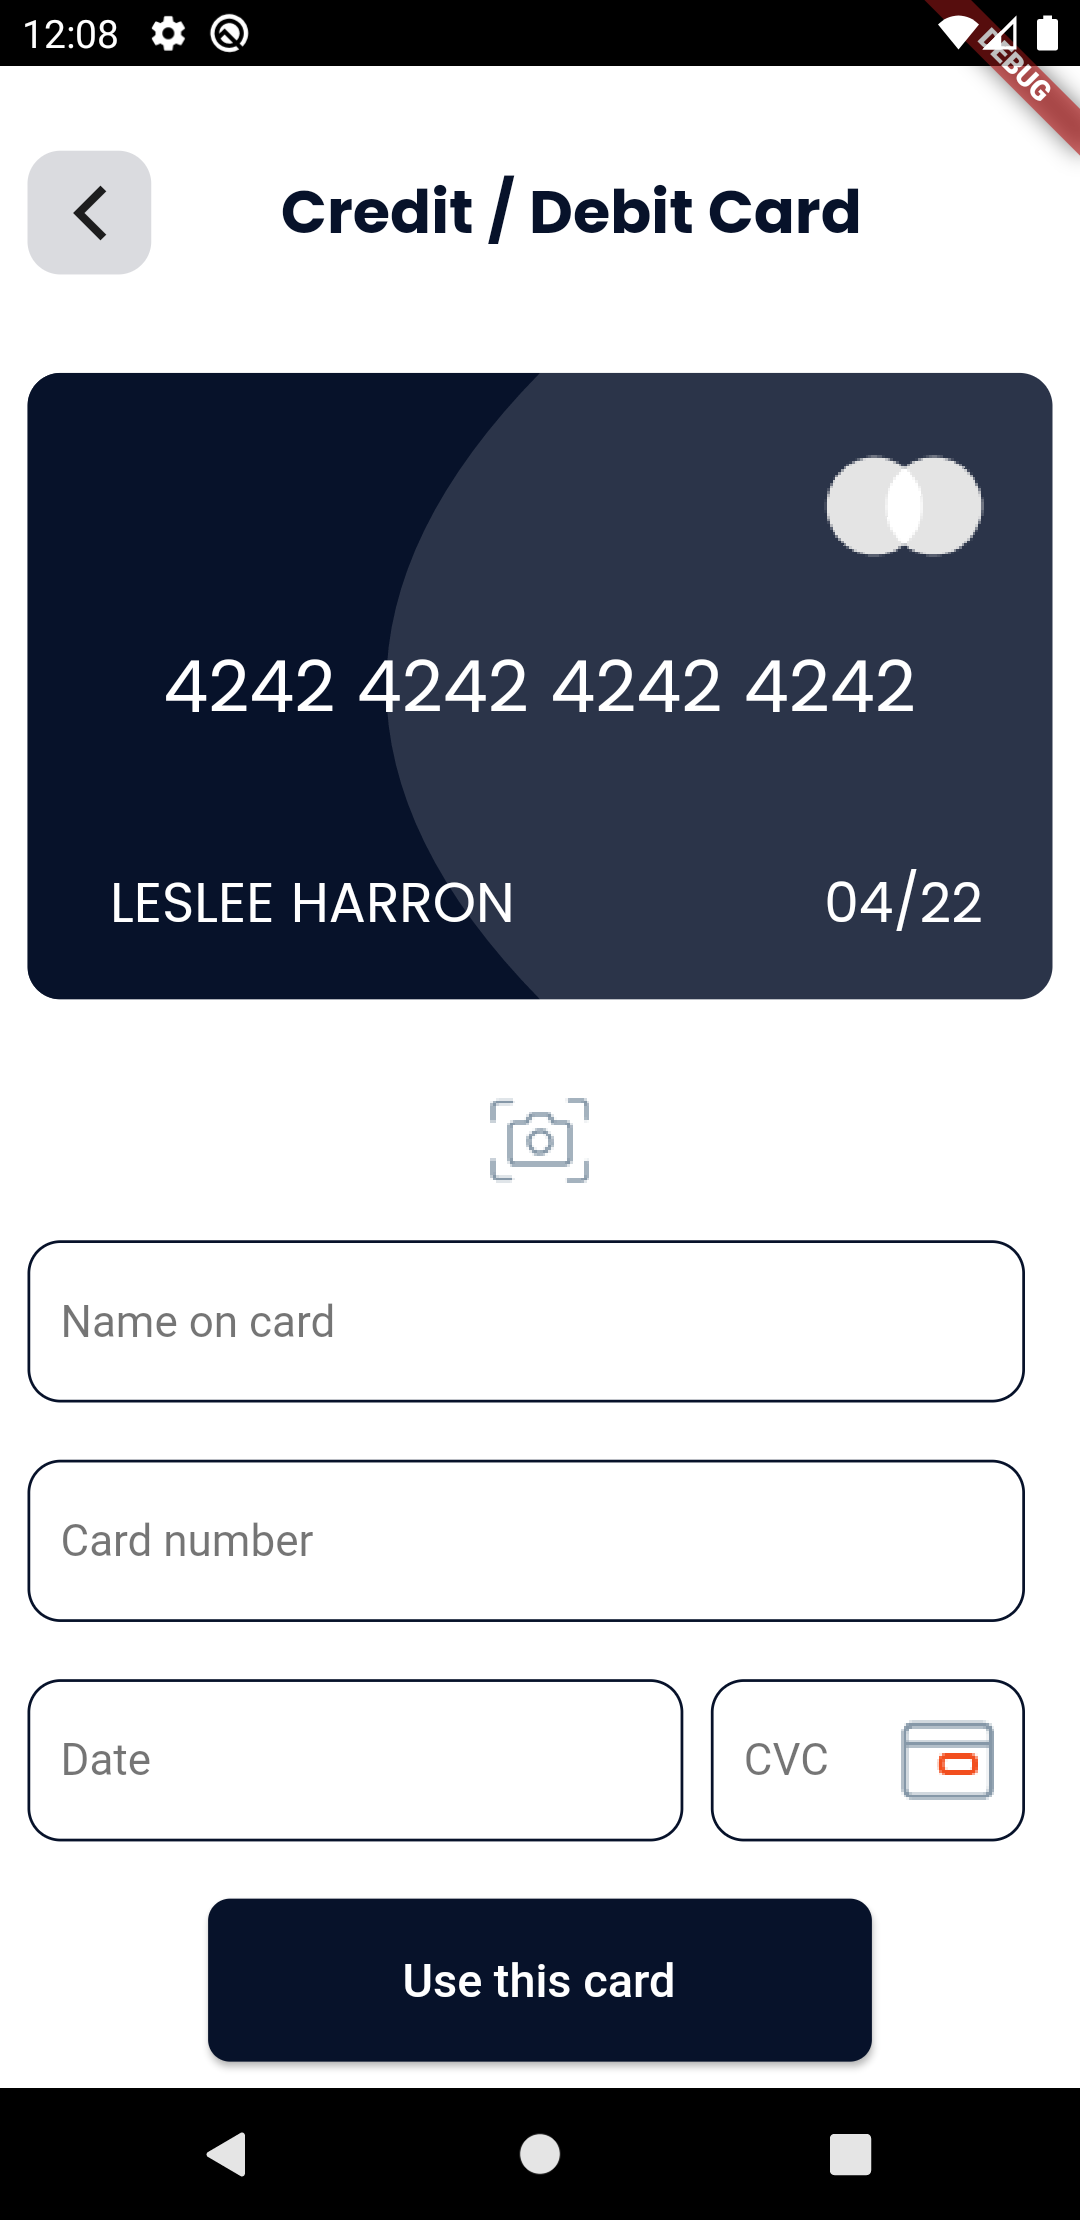 12:08
DEBUG
Credit / Debit Card
4242 4242 4242 4242
LESLEE HARRON 04/22
Name on card
Card number
Date CVC
Use this card